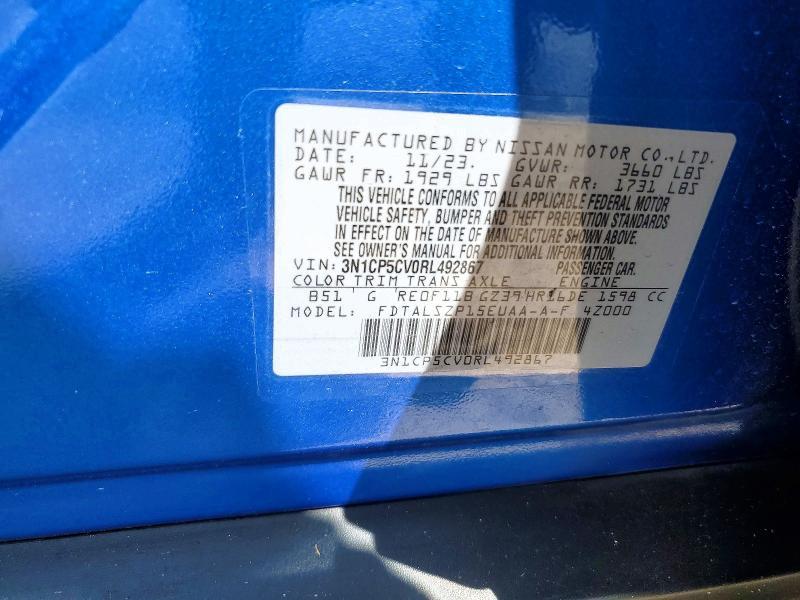 MANUFACTURED BY NISSAN MOTOR CO., LTD.
DATE: 11/23. GVWR: 3660 LBS
GAWR FR: 1929 LBS GAWR RR: 1731 LBS
THIS VEHICLE CONFORMS TO ALL APPLICABLE FEDERAL MOTOR
VEHICLE SAFETY, BUMPER AND THEFT PREVENTION STANDARDS
IN EFFECT ON THE DATE OF MANUFACTURE SHOWN ABOVE.
SEE OWNER'S MANUAL FOR ADDITIONAL INFORMATION.
VIN: 3N1CP5CV0RL492867 PASSENGER CAR.
COLOR TRIM TRANS AXLE ENGINE
B51 G RE0F11B GZ39 HR16DE 1598 CC
MODEL: FDTALSZP15EUAA-A-F 4Z000
3N1CP5CV0RL492867